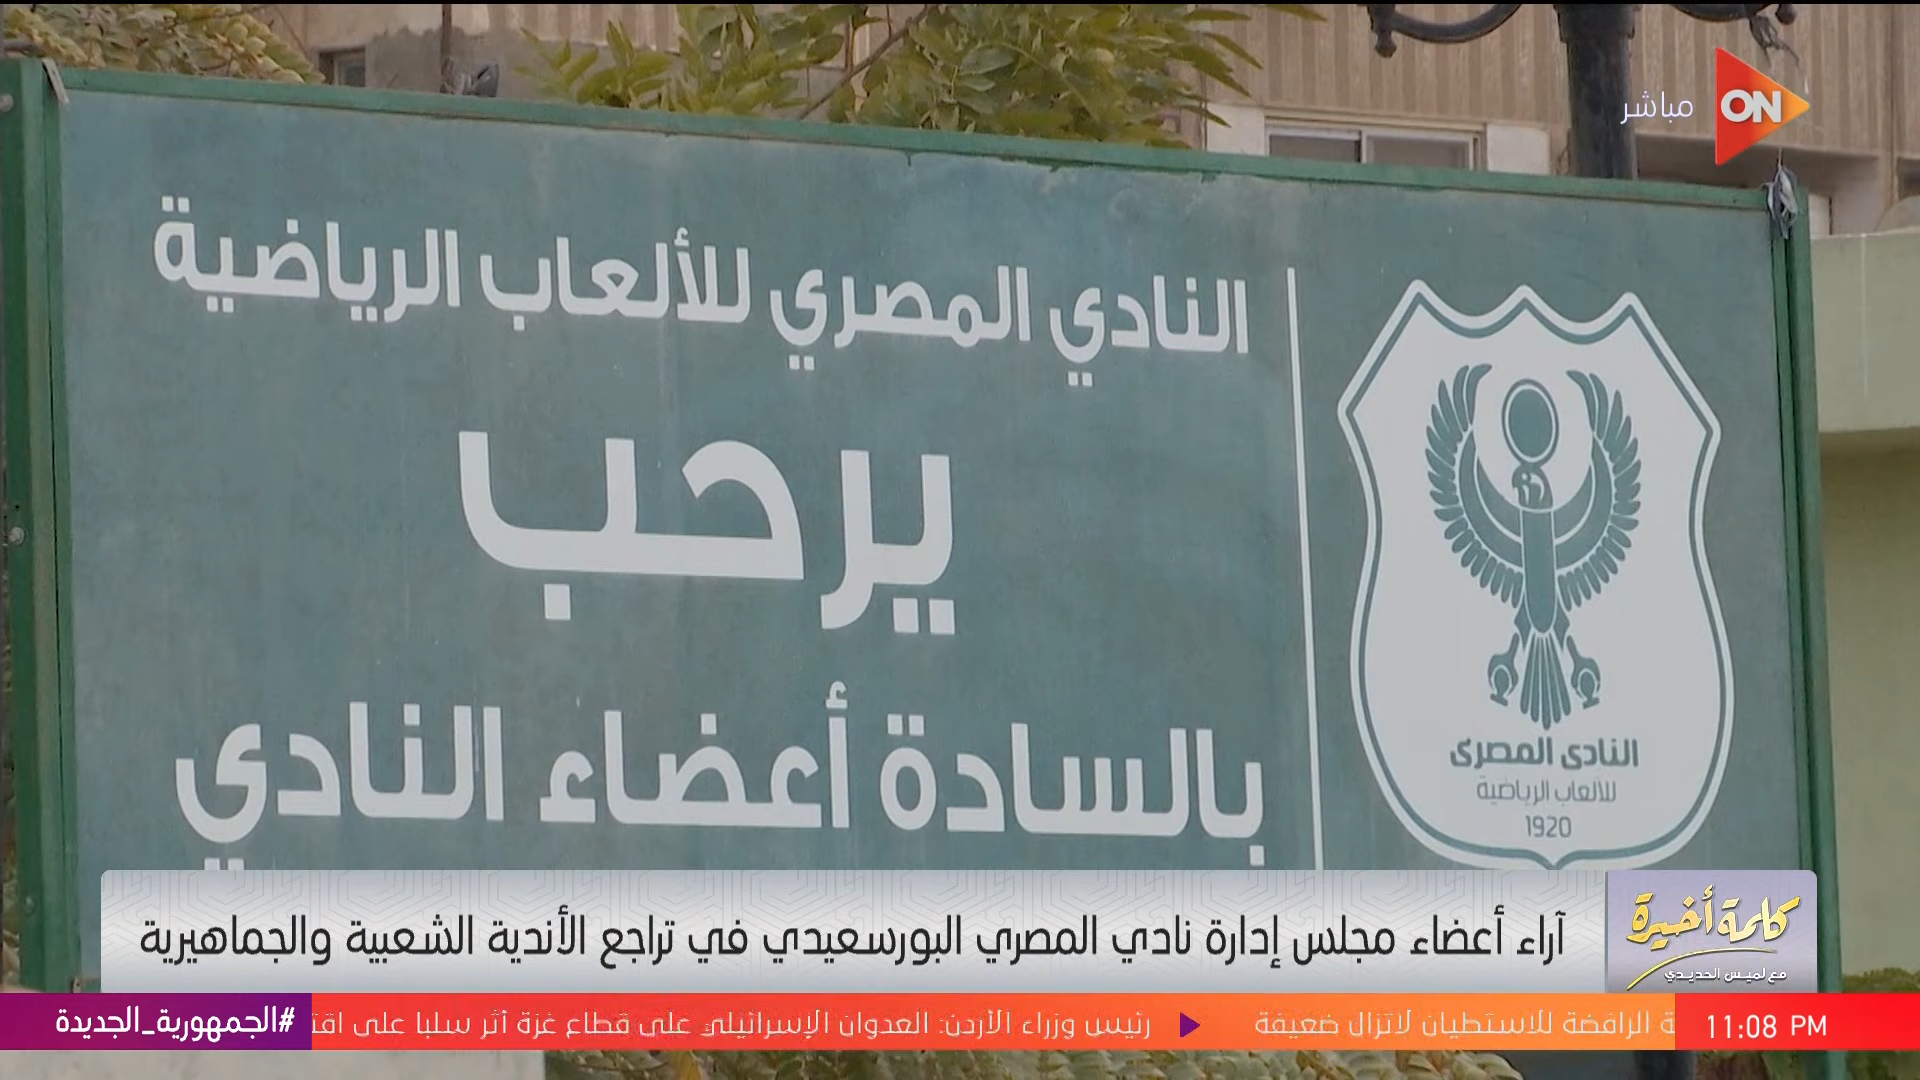 مباشر
ON
النادي المصري للألعاب الرياضية
يرحب
بالسادة أعضاء النادي
النادى المصرى
للألعاب الرياضية
1920
آراء أعضاء مجلس إدارة نادي المصري البورسعيدي في تراجع الأندية الشعبية والجماهيرية
كلمة أخيرة
مع لميس الحديدي
11:08 PM
ة الرافضة للاستطيان لاتزال ضعيفة
رئيس وزراء الأردن: العدوان الإسرائيلي على قطاع غزة أثر سلبا على اقت
#الجمهورية_الجديدة